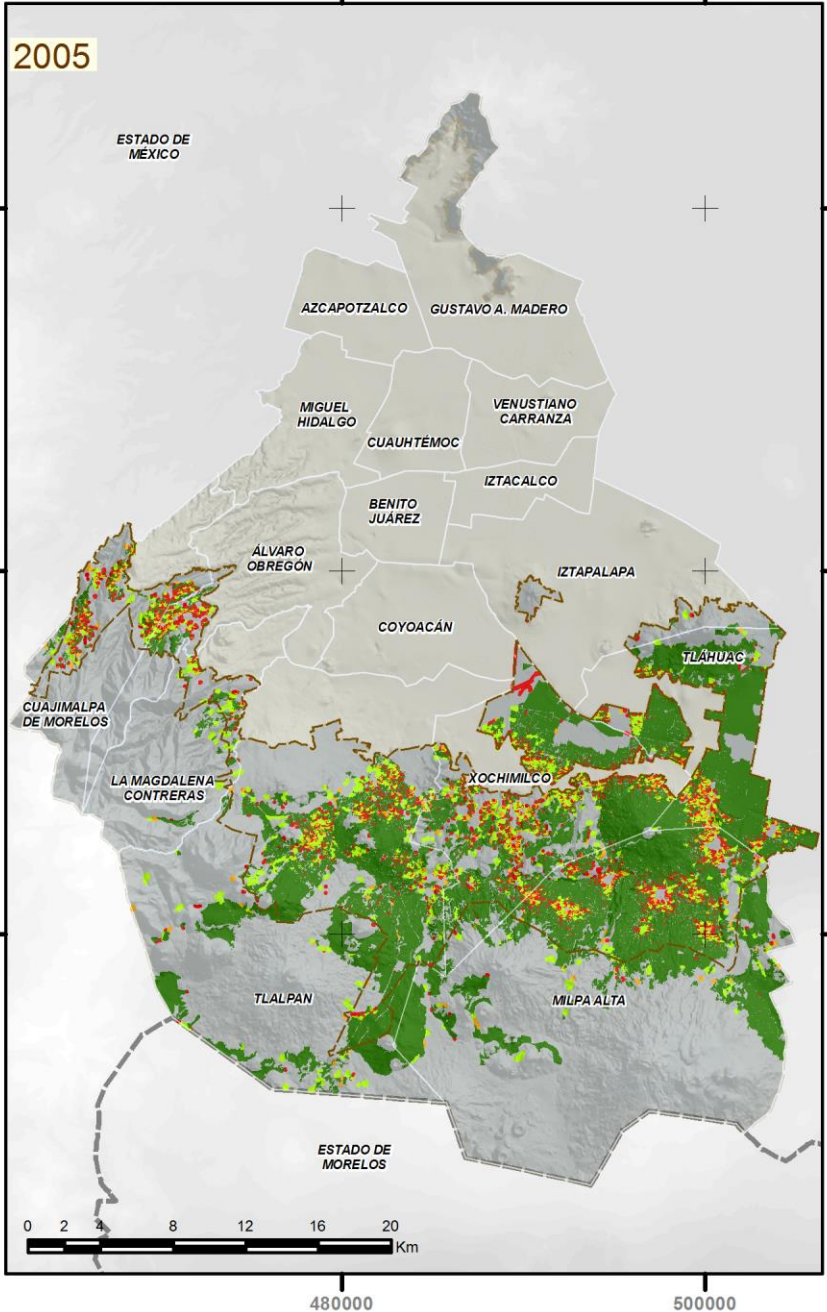 2005
ESTADO DE
MÉXICO
AZCAPOTZALCO
GUSTAVO A. MADERO
MIGUEL
HIDALGO
VENUSTIANO
CARRANZA
CUAUHTÉMOC
IZTACALCO
BENITO
JUÁREZ
ÁLVARO
OBREGÓN
IZTAPALAPA
COYOACÁN
TLÁHUAC
CUAJIMALPA
DE MORELOS
LA MAGDALENA
CONTRERAS
XOCHIMILCO
TLALPAN
MILPA ALTA
ESTADO DE
MORELOS
0 2 4 8 12 16 20
Km
480000 500000